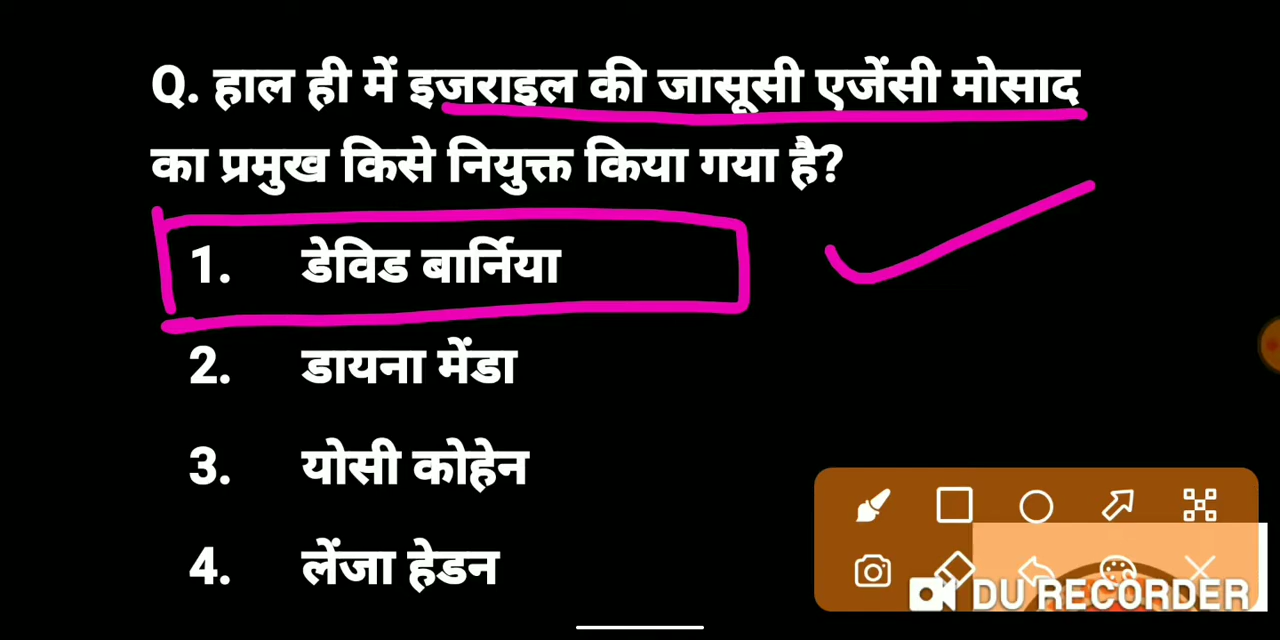 Q. हाल ही में इजराइल की जासूसी एजेंसी मोसाद
का प्रमुख किसे नियुक्त किया गया है?
1. डेविड बार्निया
2. डायना मेंडा
3. योसी कोहेन
4. लेंजा हेडन
DU RECORDER